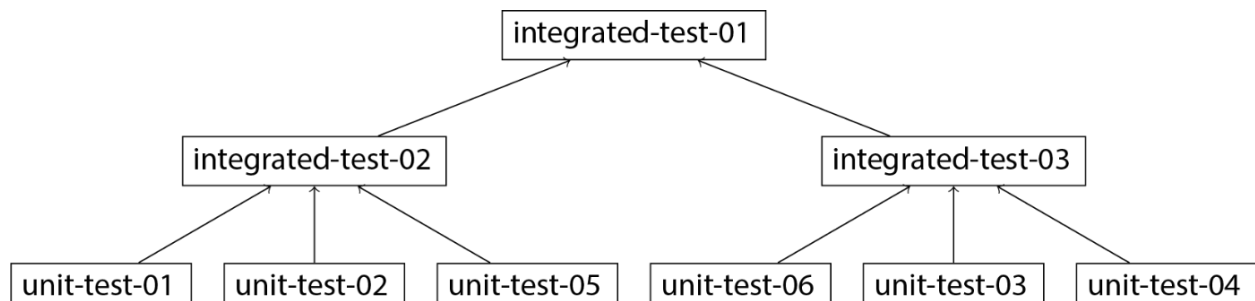 integrated-test-01
integrated-test-02
integrated-test-03
unit-test-01
unit-test-02
unit-test-05
unit-test-06
unit-test-03
unit-test-04